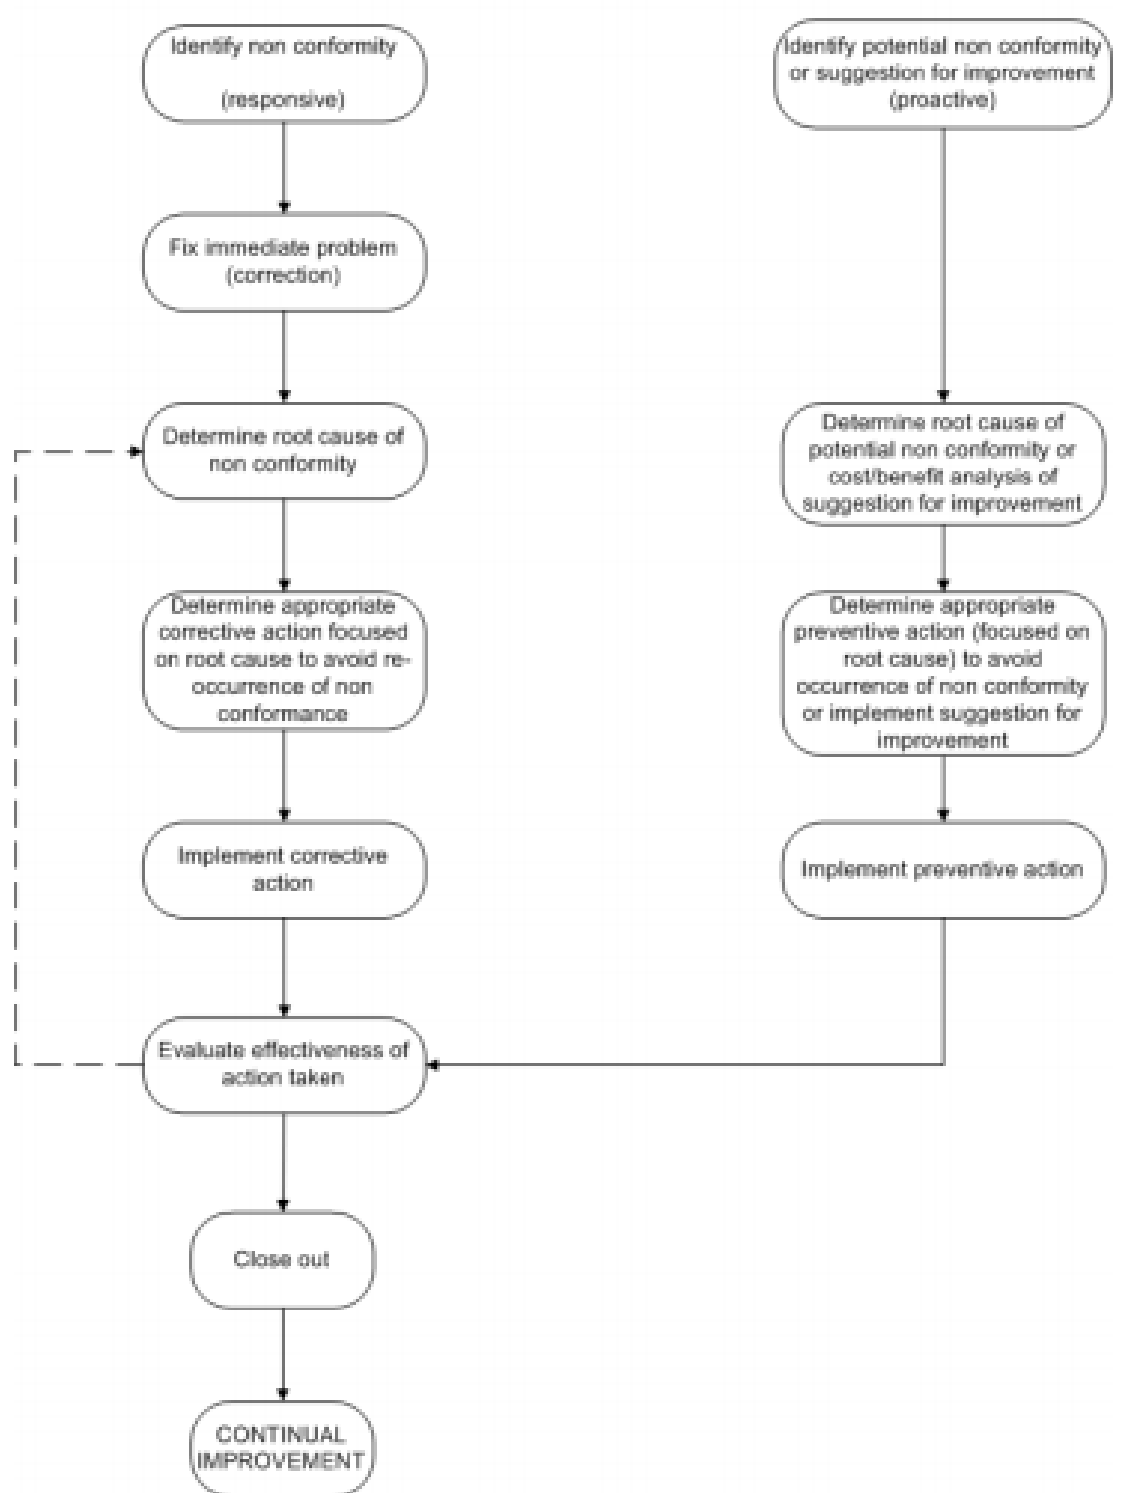 Identify non conformity
(responsive)
Fix immediate problem
(correction)
Determine root cause of
non conformity
Determine appropriate
corrective action focused
on root cause to avoid re-
occurrence of non
conformance
Implement corrective
action
Evaluate effectiveness of
action taken
Close out
CONTINUAL
IMPROVEMENT
Identify potential non conformity
or suggestion for improvement
(proactive)
Determine root cause of
potential non conformity or
cost/benefit analysis of
suggestion for improvement
Determine appropriate
preventive action (focused on
root cause) to avoid
occurrence of non conformity
or implement suggestion for
improvement
Implement preventive action